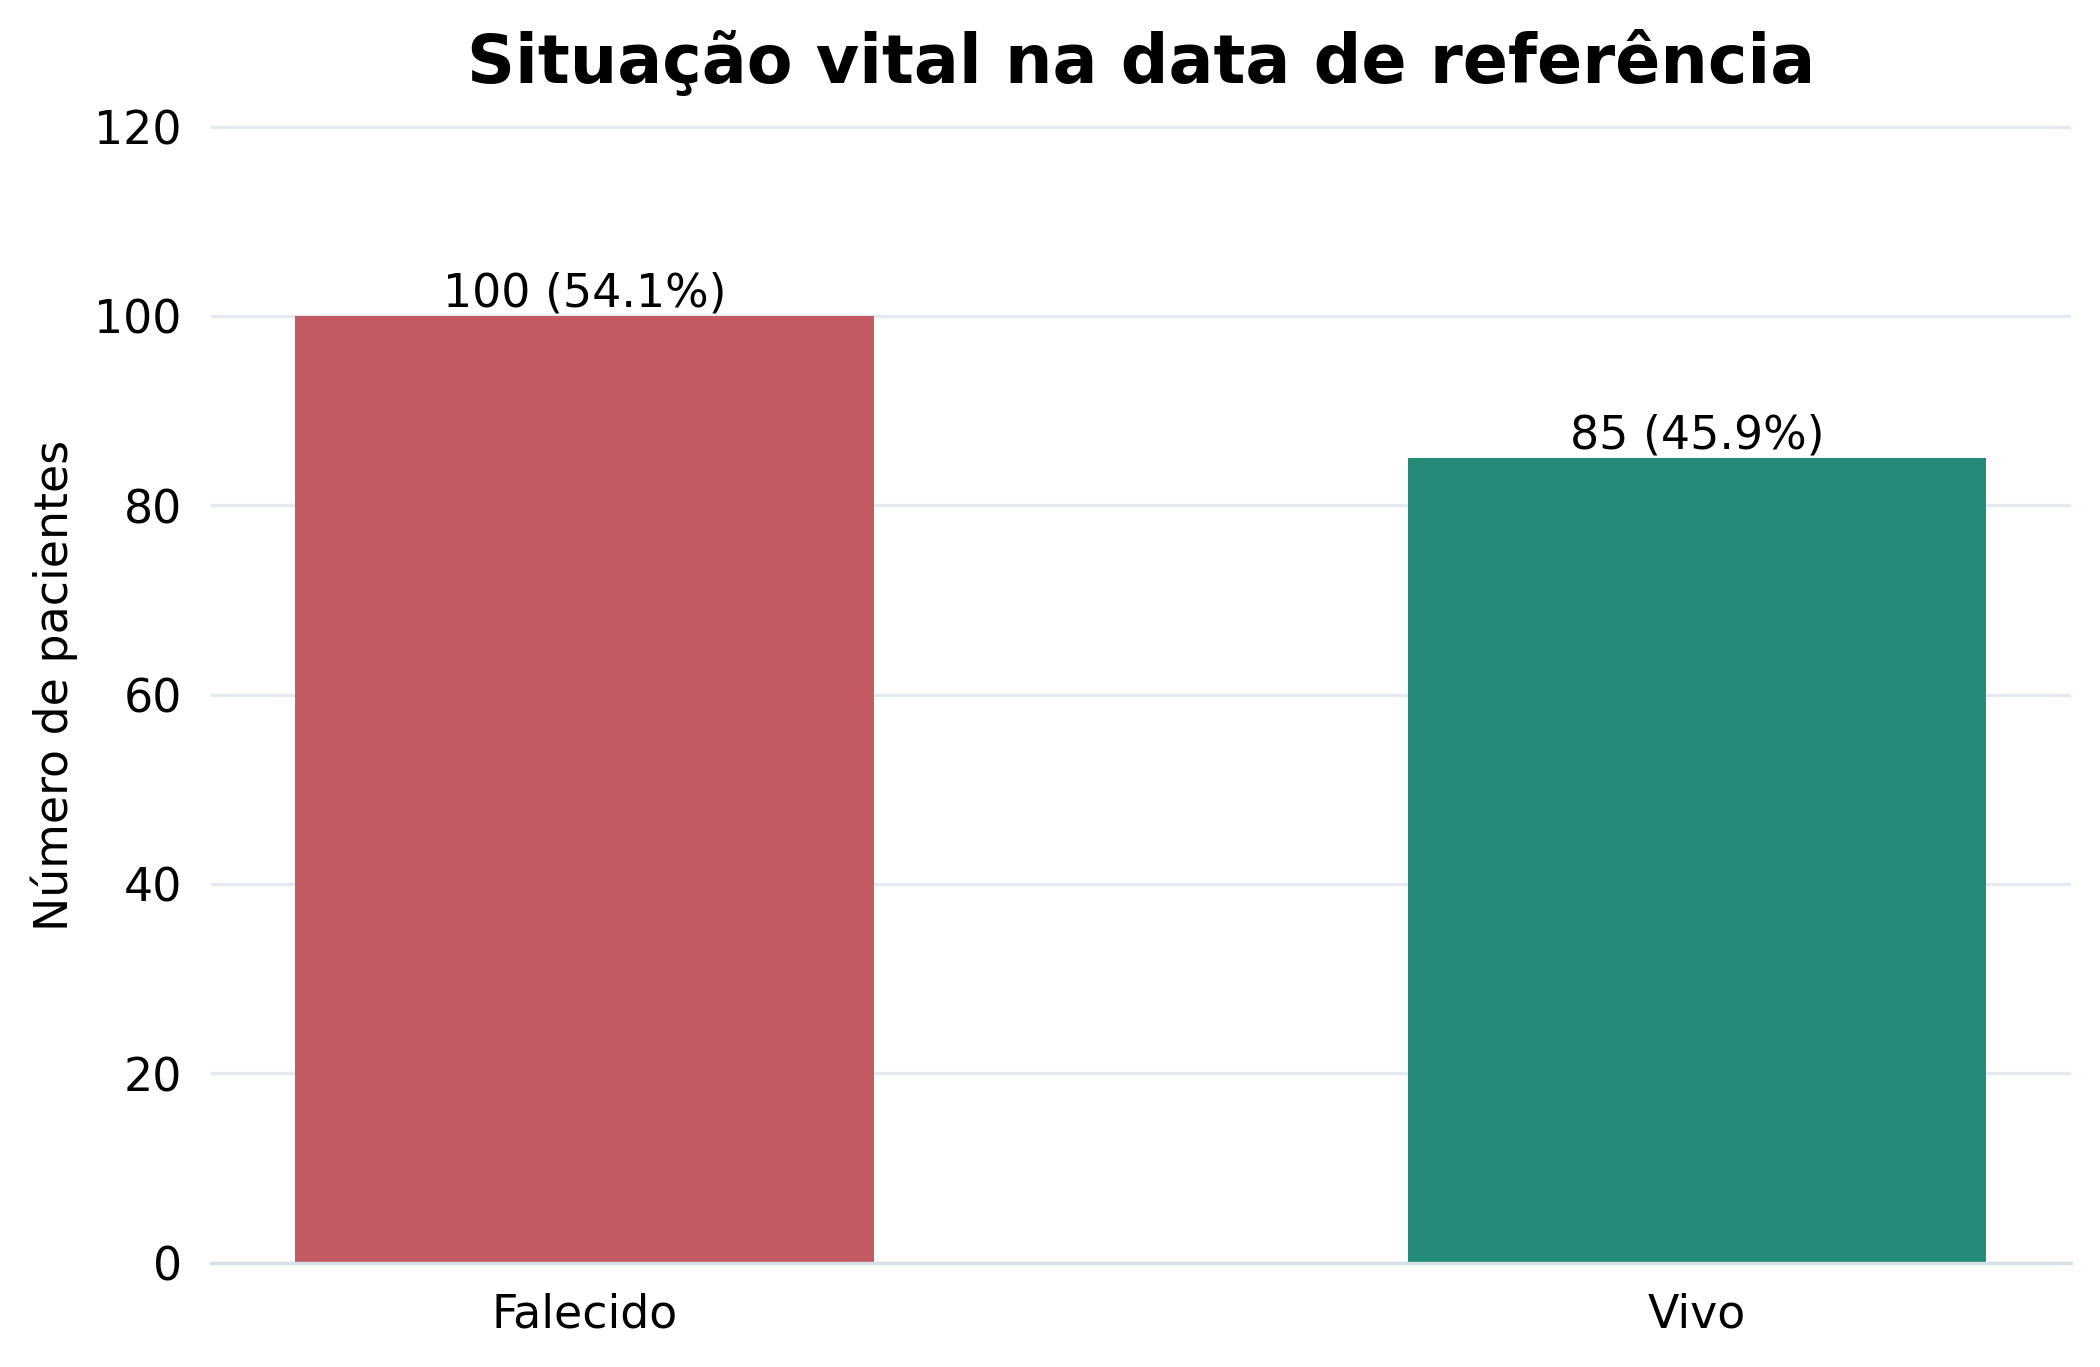 Situação vital na data de referência
120
100
80
60
40
20
0
Número de pacientes
100 (54.1%)
85 (45.9%)
Falecido
Vivo